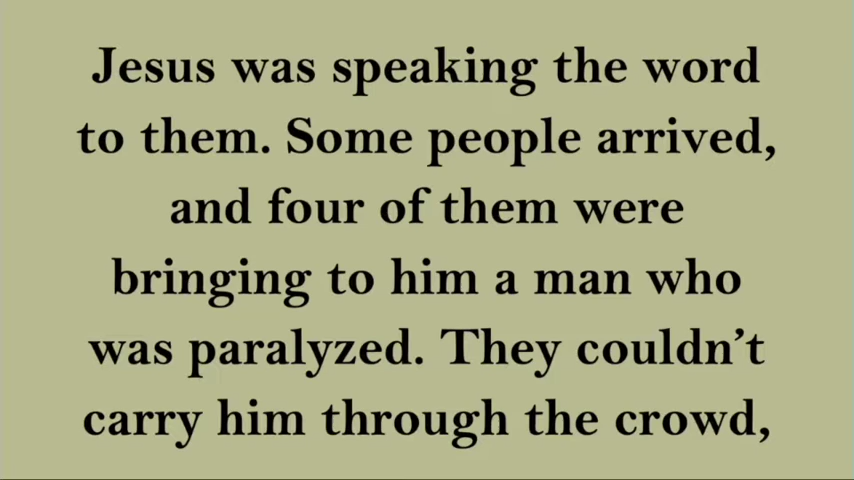 Jesus was speaking the word
to them. Some people arrived,
and four of them were
bringing to him a man who
was paralyzed. They couldn’t
carry him through the crowd,